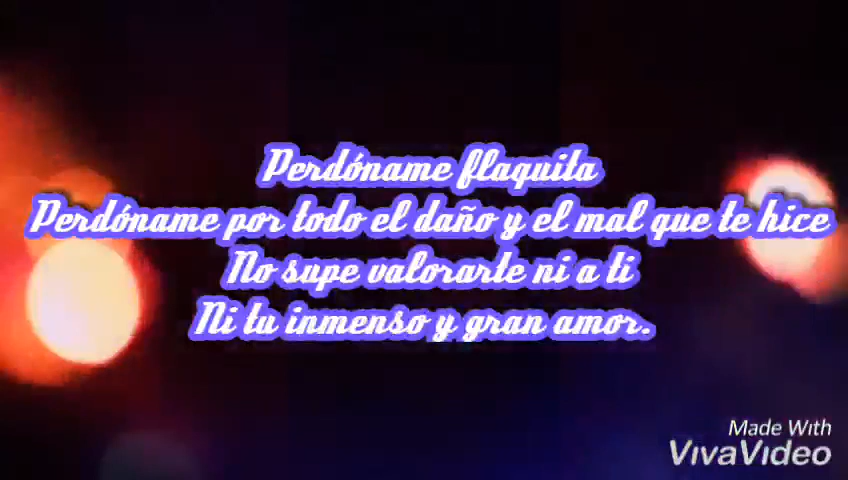 Perdóname flaquita
Perdóname por todo el daño y el mal que te hice
No supe valorarte ni a ti
Ni tu inmenso y gran amor.
Made With
VivaVideo